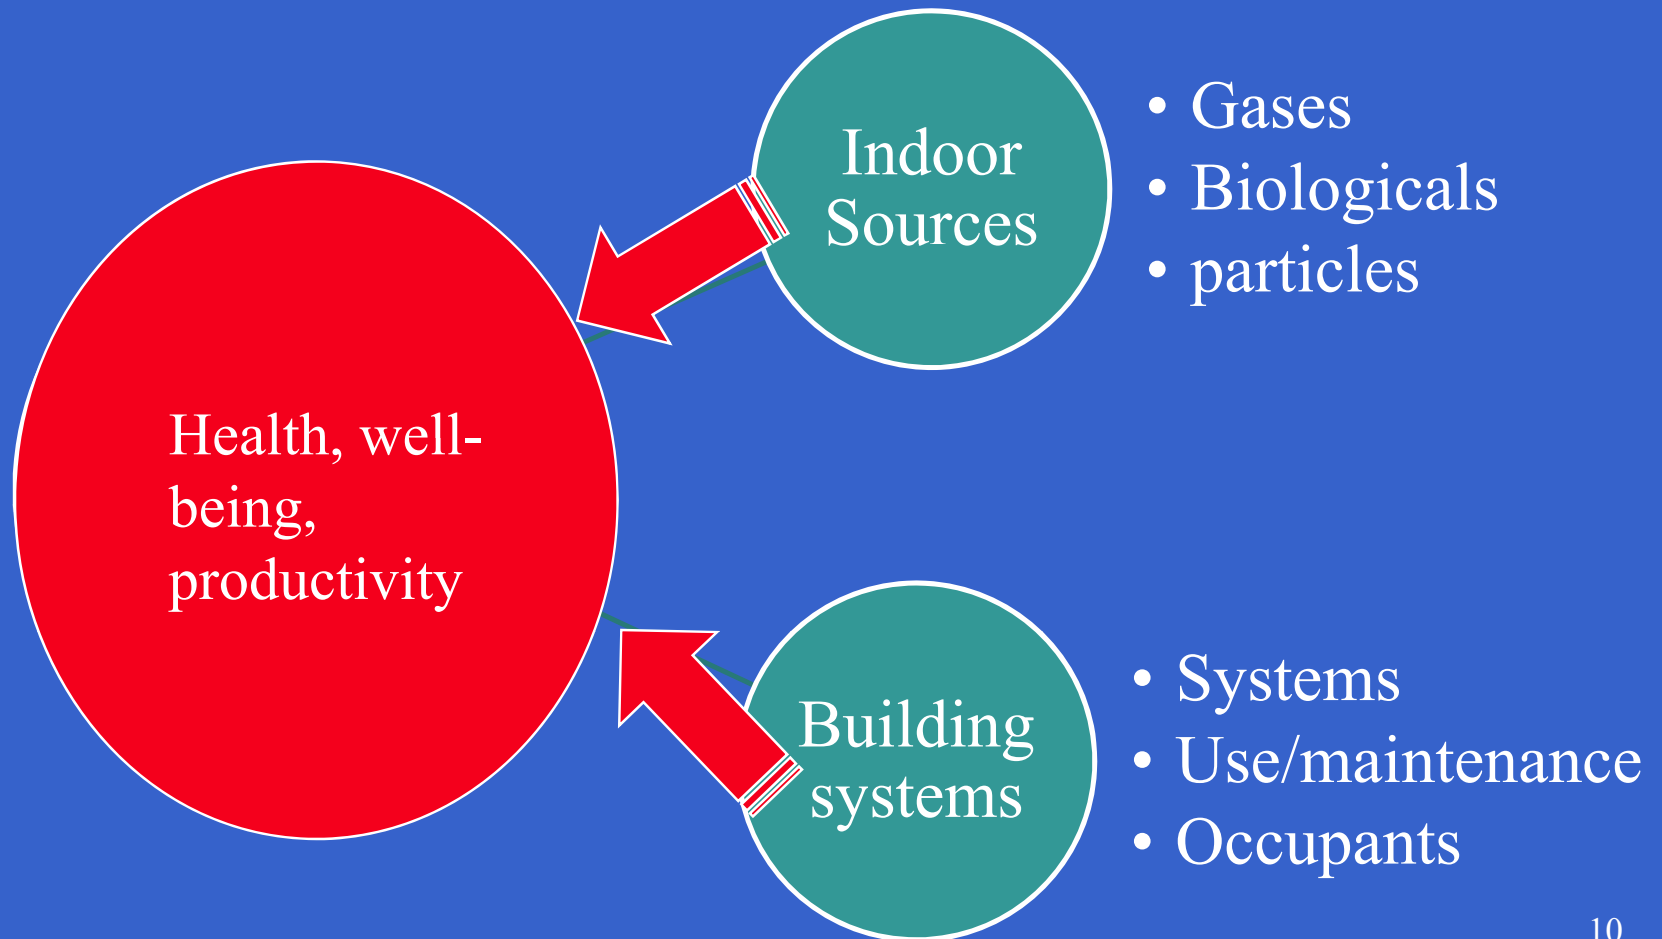 Health, well-
being,
productivity
Indoor
Sources
• Gases
• Biologicals
• particles
Building
systems
• Systems
• Use/maintenance
• Occupants
10